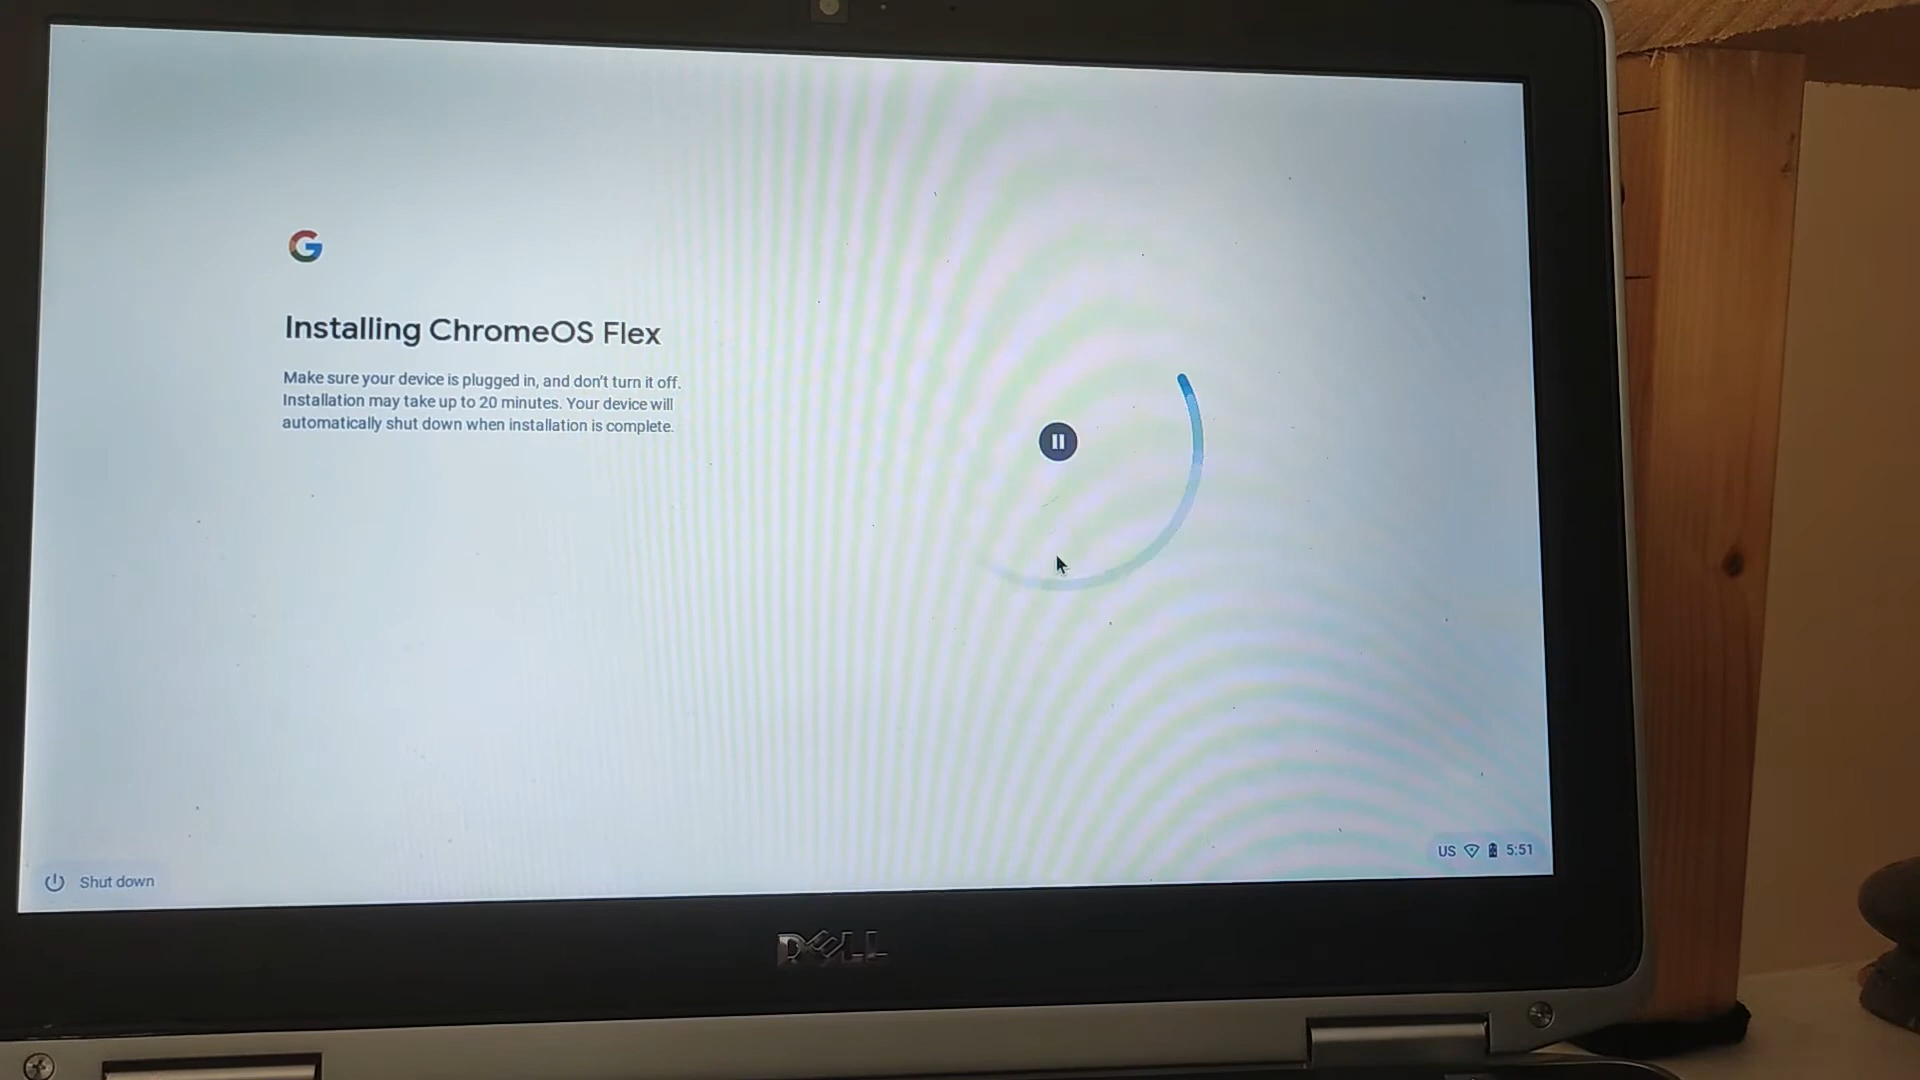 G
Installing ChromeOS Flex
Make sure your device is plugged in, and don't turn it off.
Installation may take up to 20 minutes. Your device will
automatically shut down when installation is complete.
Shut down
US 5:51
DELL